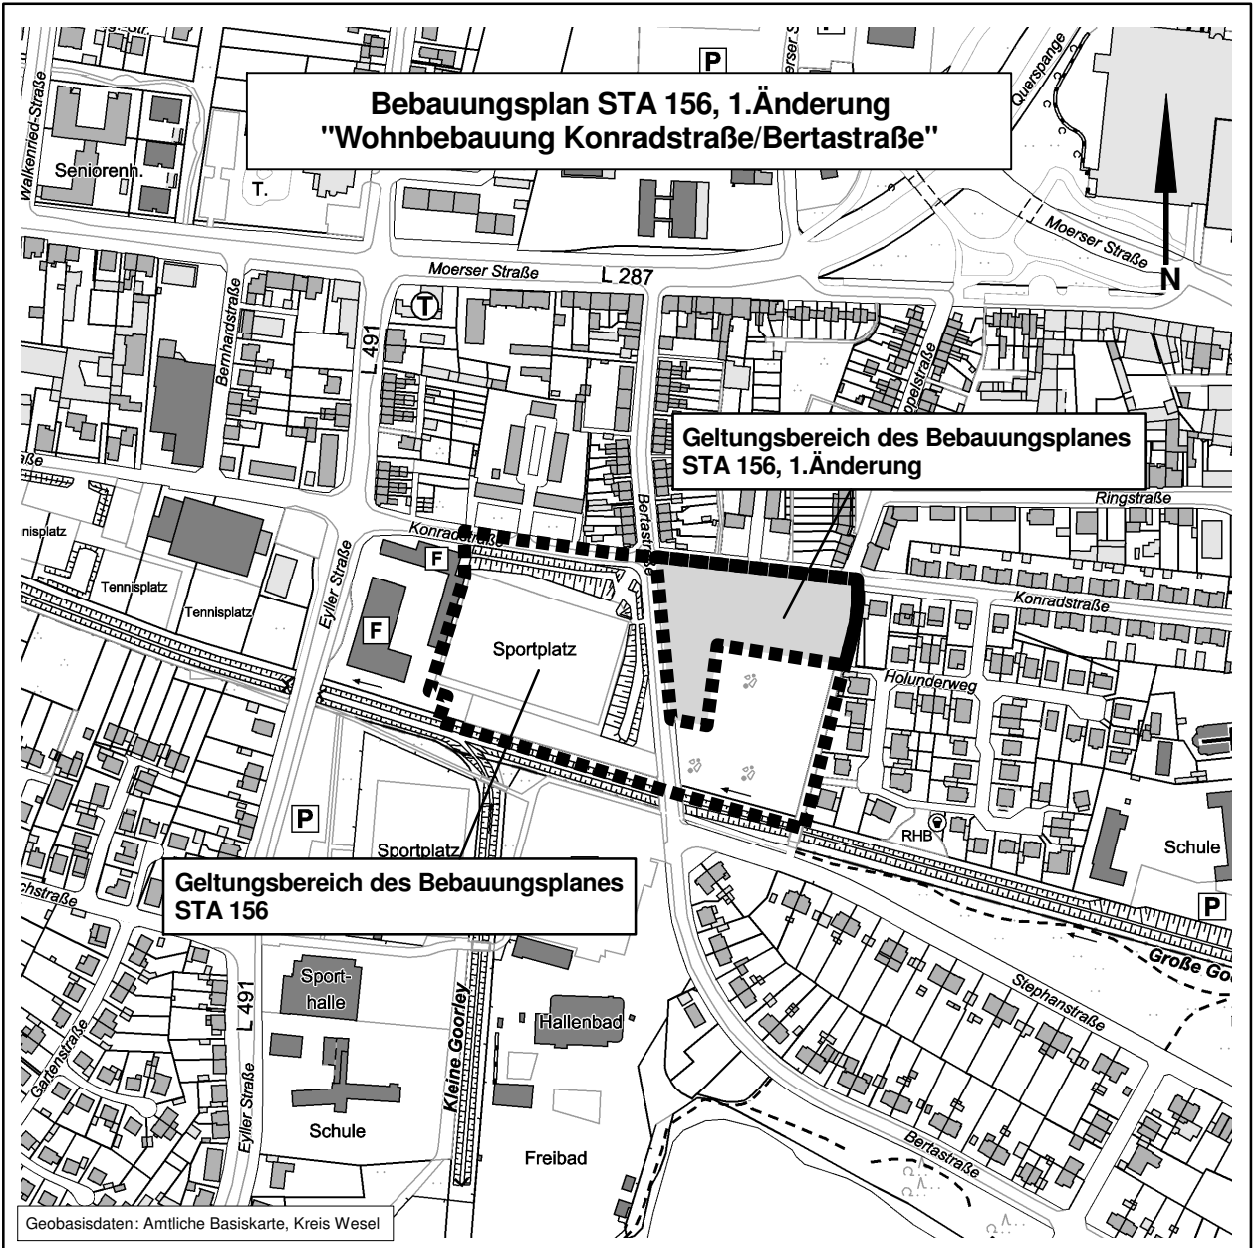 P
Querspange
Walkenried-Straße
Bebauungsplan STA 156, 1.Änderung
"Wohnbebauung Konradstraße/Bertastraße"
Seniorenh.
T.
Moerser Straße
N
Moerser Straße
L 287
Bernhardstraße
L 491
T
Geltungsbereich des Bebauungsplanes
STA 156, 1.Änderung
Ringstraße
Bertastraße
Konradstraße
F
Tennisplatz
Tennisplatz
Eyller Straße
F
Konradstraße
Sportplatz
Holunderweg
P
RHB
Schule
Sportplatz
P
Geltungsbereich des Bebauungsplanes
STA 156
Große Goo
Stephanstraße
Sport-
halle
L 491
Hallenbad
Kleine Goorley
Gartenstraße
Eyller Straße
Schule
Freibad
Bertastraße
Geobasisdaten: Amtliche Basiskarte, Kreis Wesel